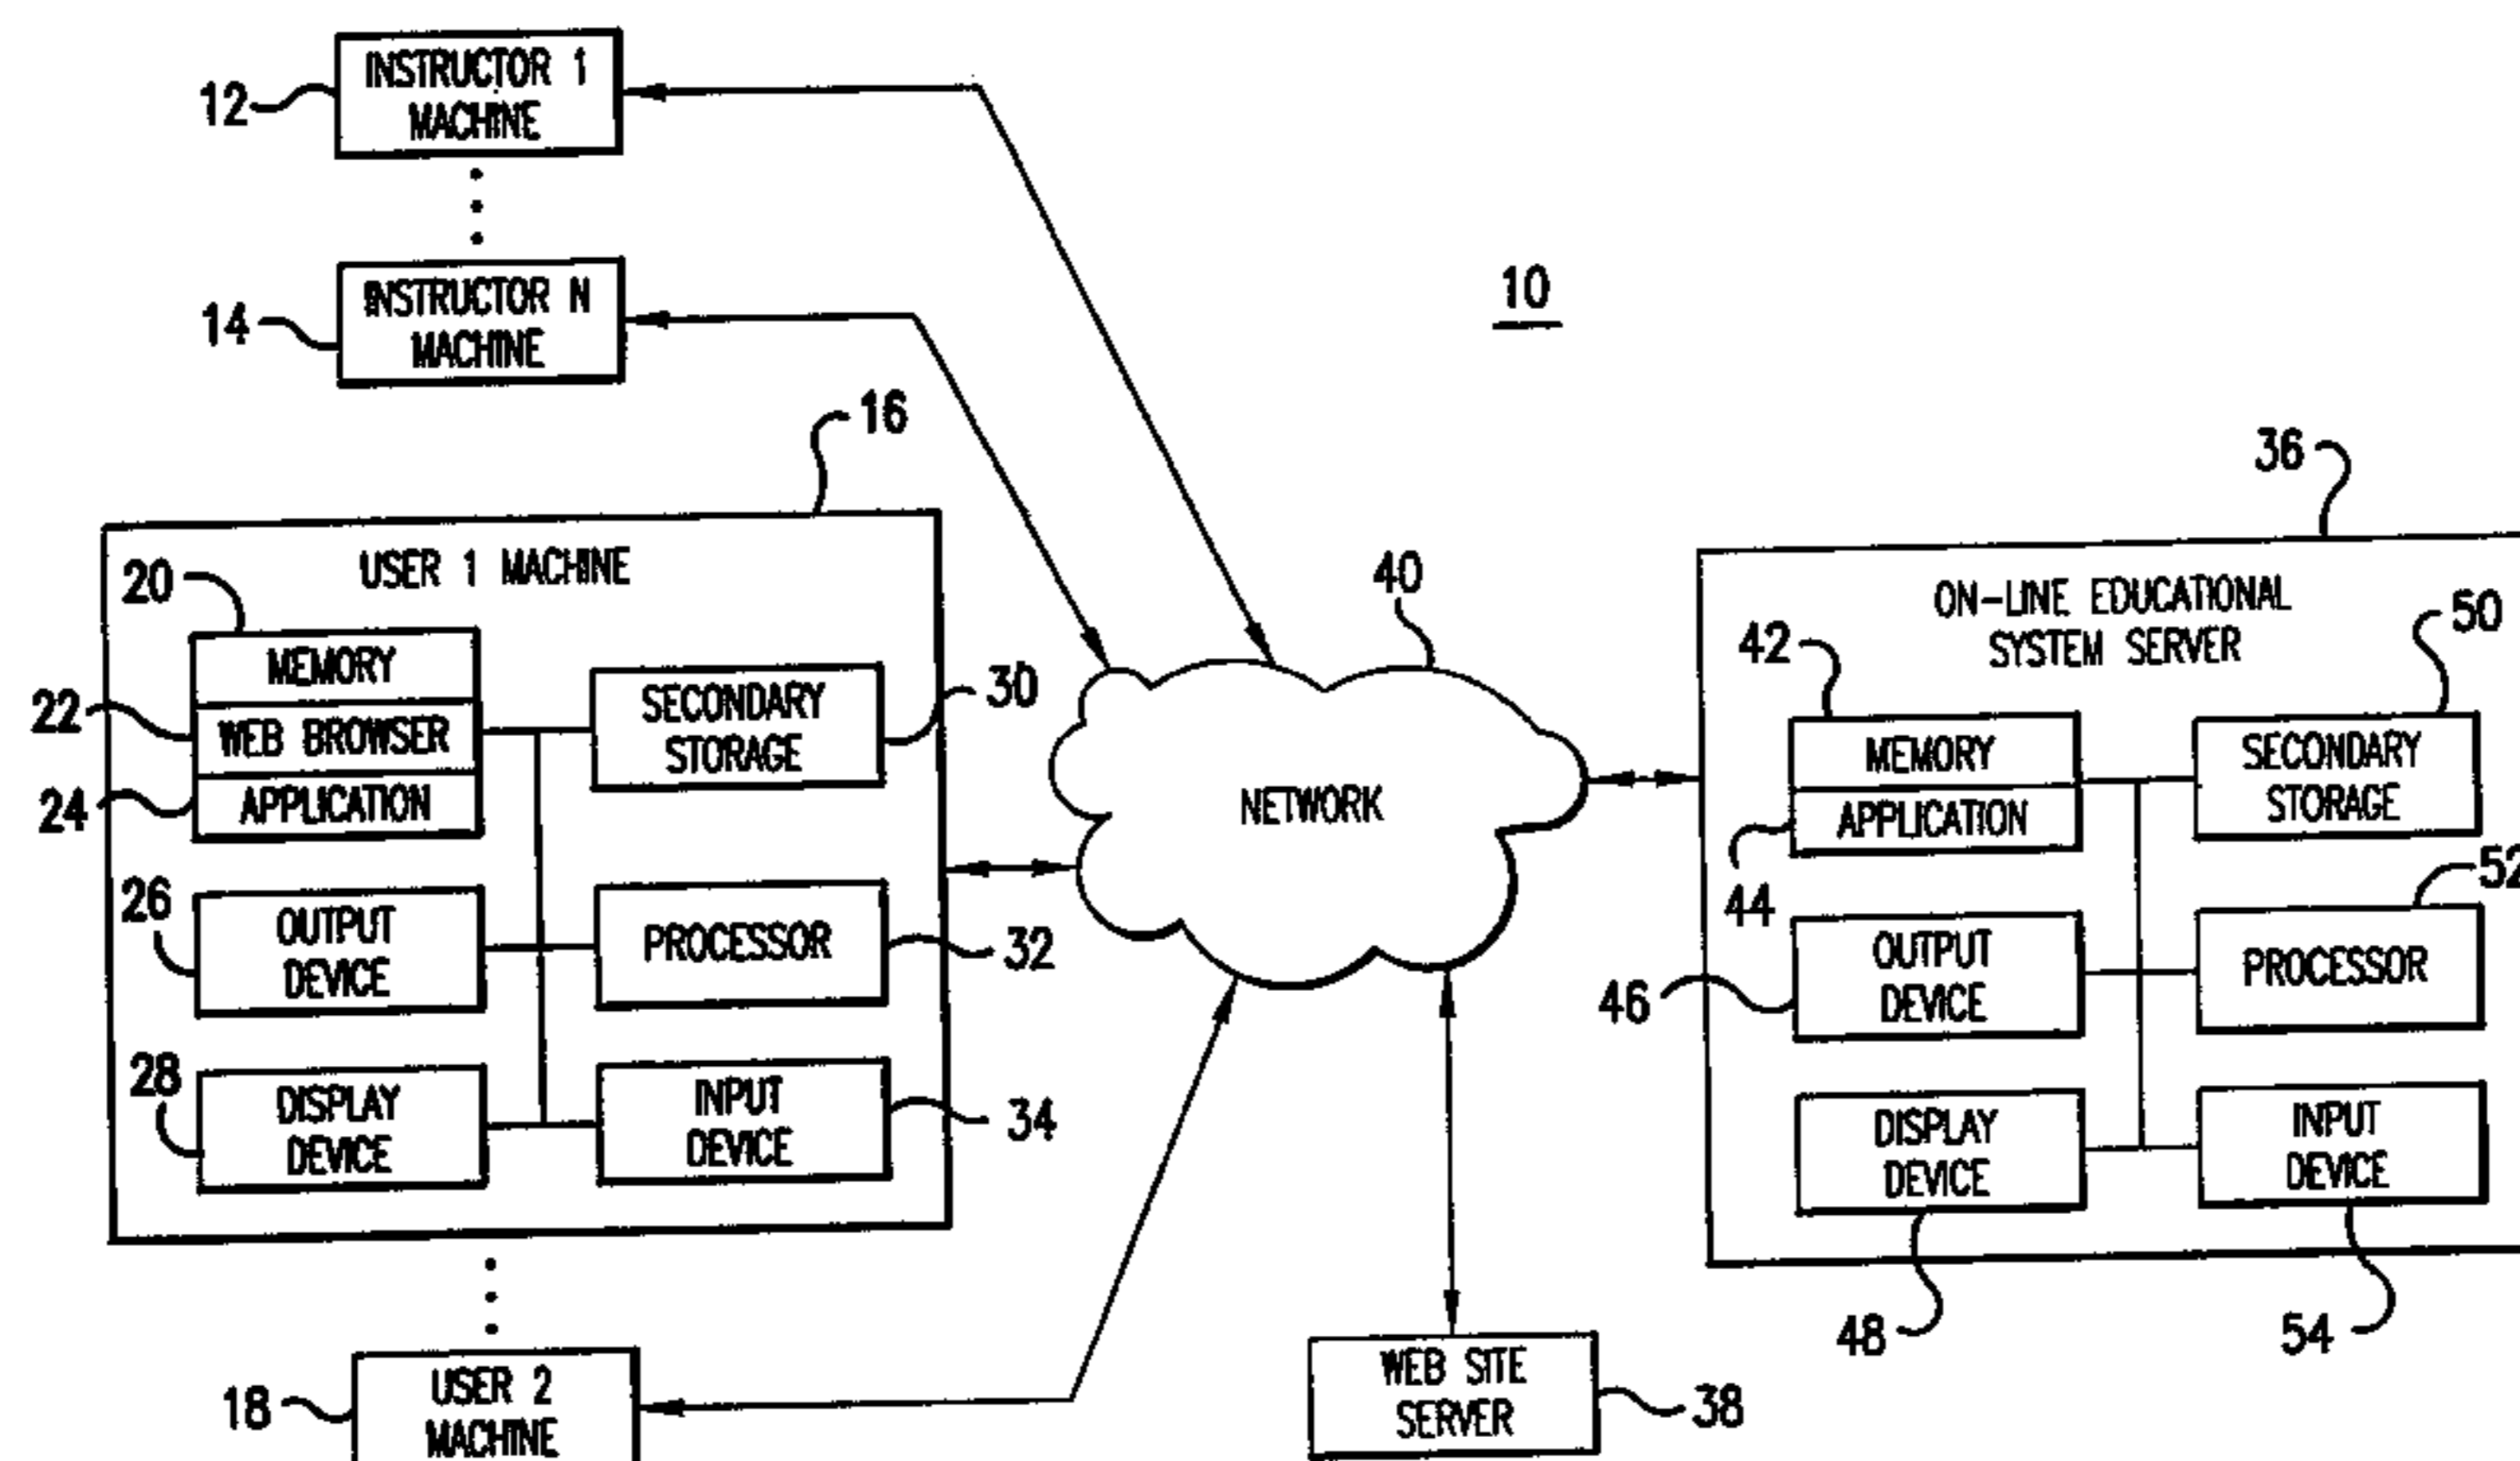 12
INSTRUCTOR 1
MACHINE
14
INSTRUCTOR N
MACHINE
10
16
USER 1 MACHINE
20
MEMORY
22
WEB BROWSER
24
APPLICATION
SECONDARY
STORAGE
30
26
OUTPUT
DEVICE
PROCESSOR
32
28
DISPLAY
DEVICE
INPUT
DEVICE
34
18
USER 2
MACHINE
40
NETWORK
WEB SITE
SERVER
38
36
ON-LINE EDUCATIONAL
SYSTEM SERVER
42
MEMORY
44
APPLICATION
50
SECONDARY
STORAGE
46
OUTPUT
DEVICE
52
PROCESSOR
DISPLAY
DEVICE
48
INPUT
DEVICE
54